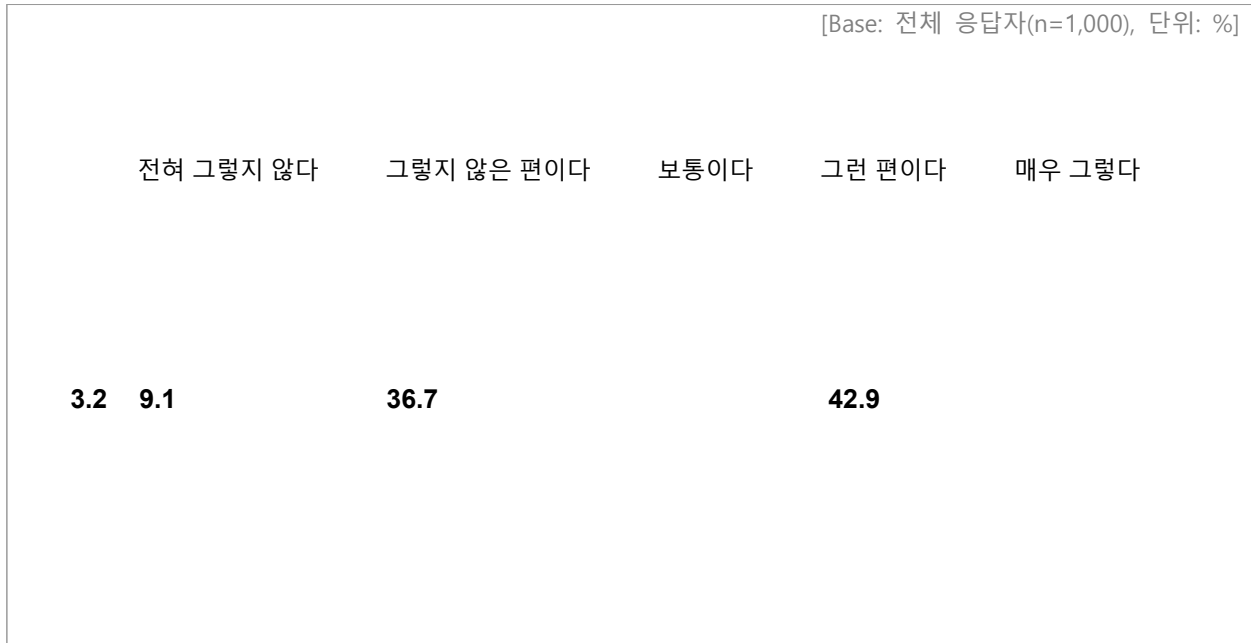 [Base: 전체 응답자(n=1,000), 단위: %]
전혀 그렇지 않다 그렇지 않은 편이다 보통이다 그런 편이다 매우 그렇다
3.2 9.1 36.7 42.9